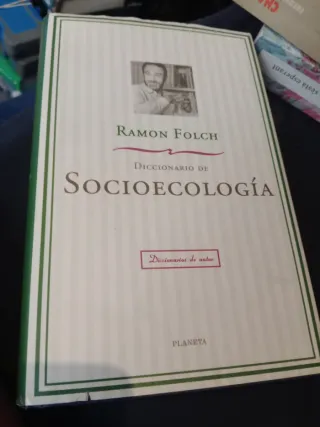 RAMON FOLCH
DICCIONARIO DE
SOCIOECOLOGÍA
Diccionarios de autor
PLANETA